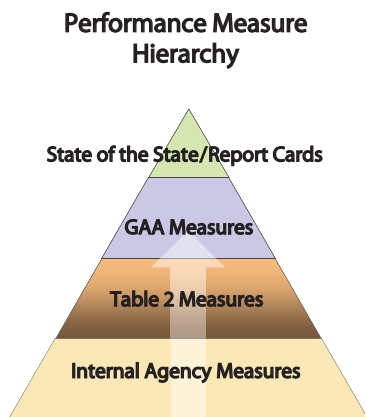 Performance Measure
Hierarchy
State of the State/Report Cards
GAA Measures
Table 2 Measures
Internal Agency Measures